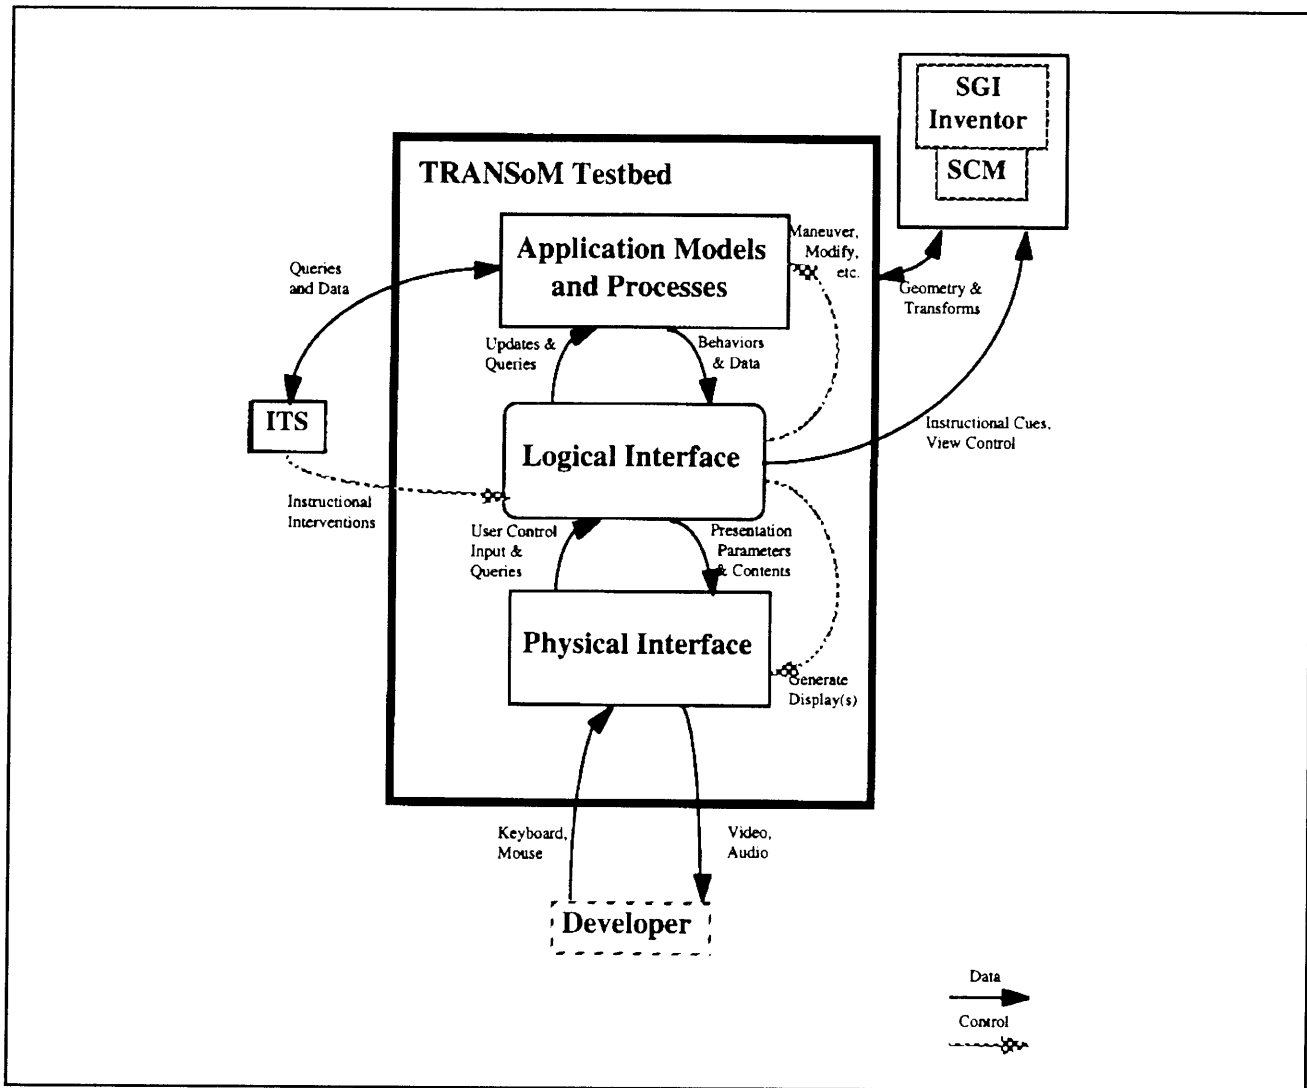 SGI
Inventor
SCM
TRANSoM Testbed
Application Models
and Processes
Maneuver,
Modify,
etc.
Queries
and Data
Geometry &
Transforms
Updates &
Queries
Behaviors
& Data
ITS
Logical Interface
Instructional Cues,
View Control
Instructional
Interventions
User Control
Input &
Queries
Presentation
Parameters
& Contents
Physical Interface
Generate
Display(s)
Keyboard,
Mouse
Video,
Audio
Developer
Data
Control